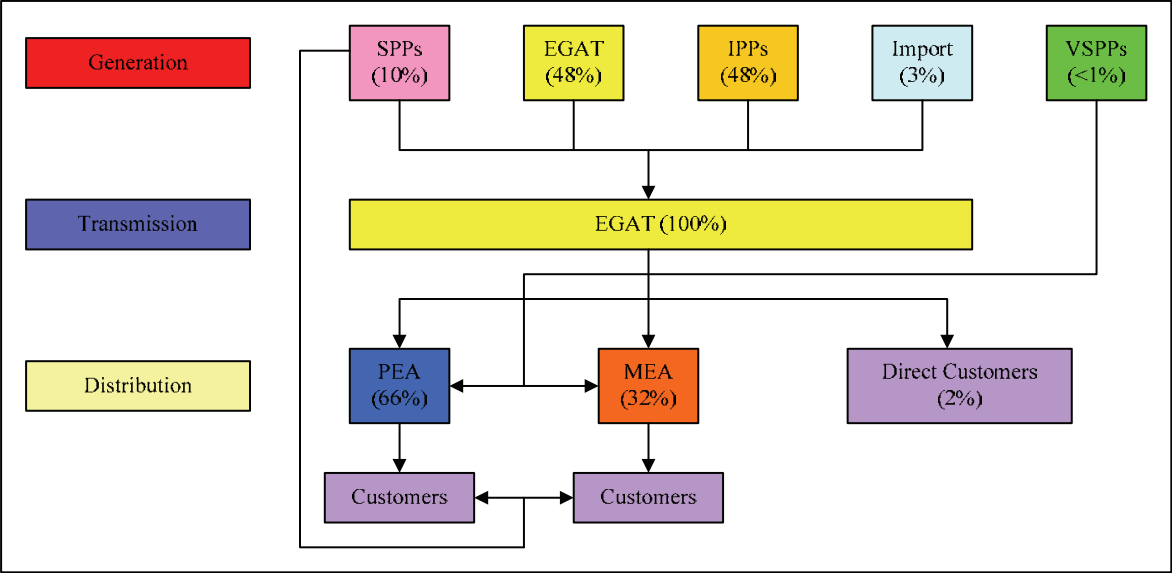 Generation
SPPs
(10%)
EGAT
(48%)
IPPs
(48%)
Import
(3%)
VSPPs
(<1%)
Transmission
EGAT (100%)
Distribution
PEA
(66%)
MEA
(32%)
Direct Customers
(2%)
Customers
Customers